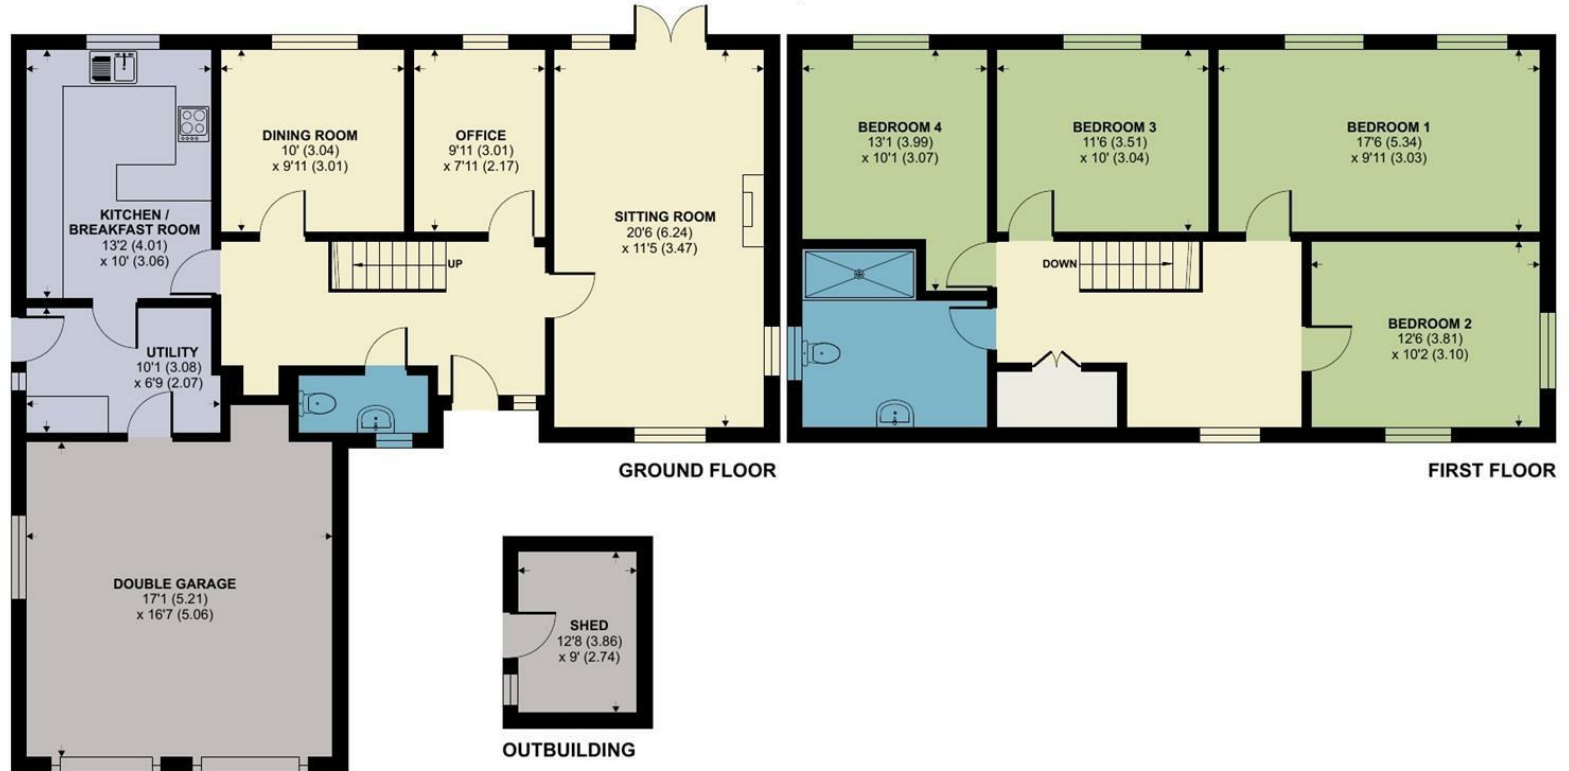 KITCHEN /
BREAKFAST ROOM
13'2 (4.01)
x 10' (3.06)
DINING ROOM
10' (3.04)
x 9'11 (3.01)
OFFICE
9'11 (3.01)
x 7'11 (2.17)
SITTING ROOM
20'6 (6.24)
x 11'5 (3.47)
UP
UTILITY
10'1 (3.08)
x 6'9 (2.07)
DOUBLE GARAGE
17'1 (5.21)
x 16'7 (5.06)
GROUND FLOOR
BEDROOM 4
13'1 (3.99)
x 10'1 (3.07)
BEDROOM 3
11'6 (3.51)
x 10' (3.04)
BEDROOM 1
17'6 (5.34)
x 9'11 (3.03)
DOWN
BEDROOM 2
12'6 (3.81)
x 10'2 (3.10)
FIRST FLOOR
SHED
12'8 (3.86)
x 9' (2.74)
OUTBUILDING